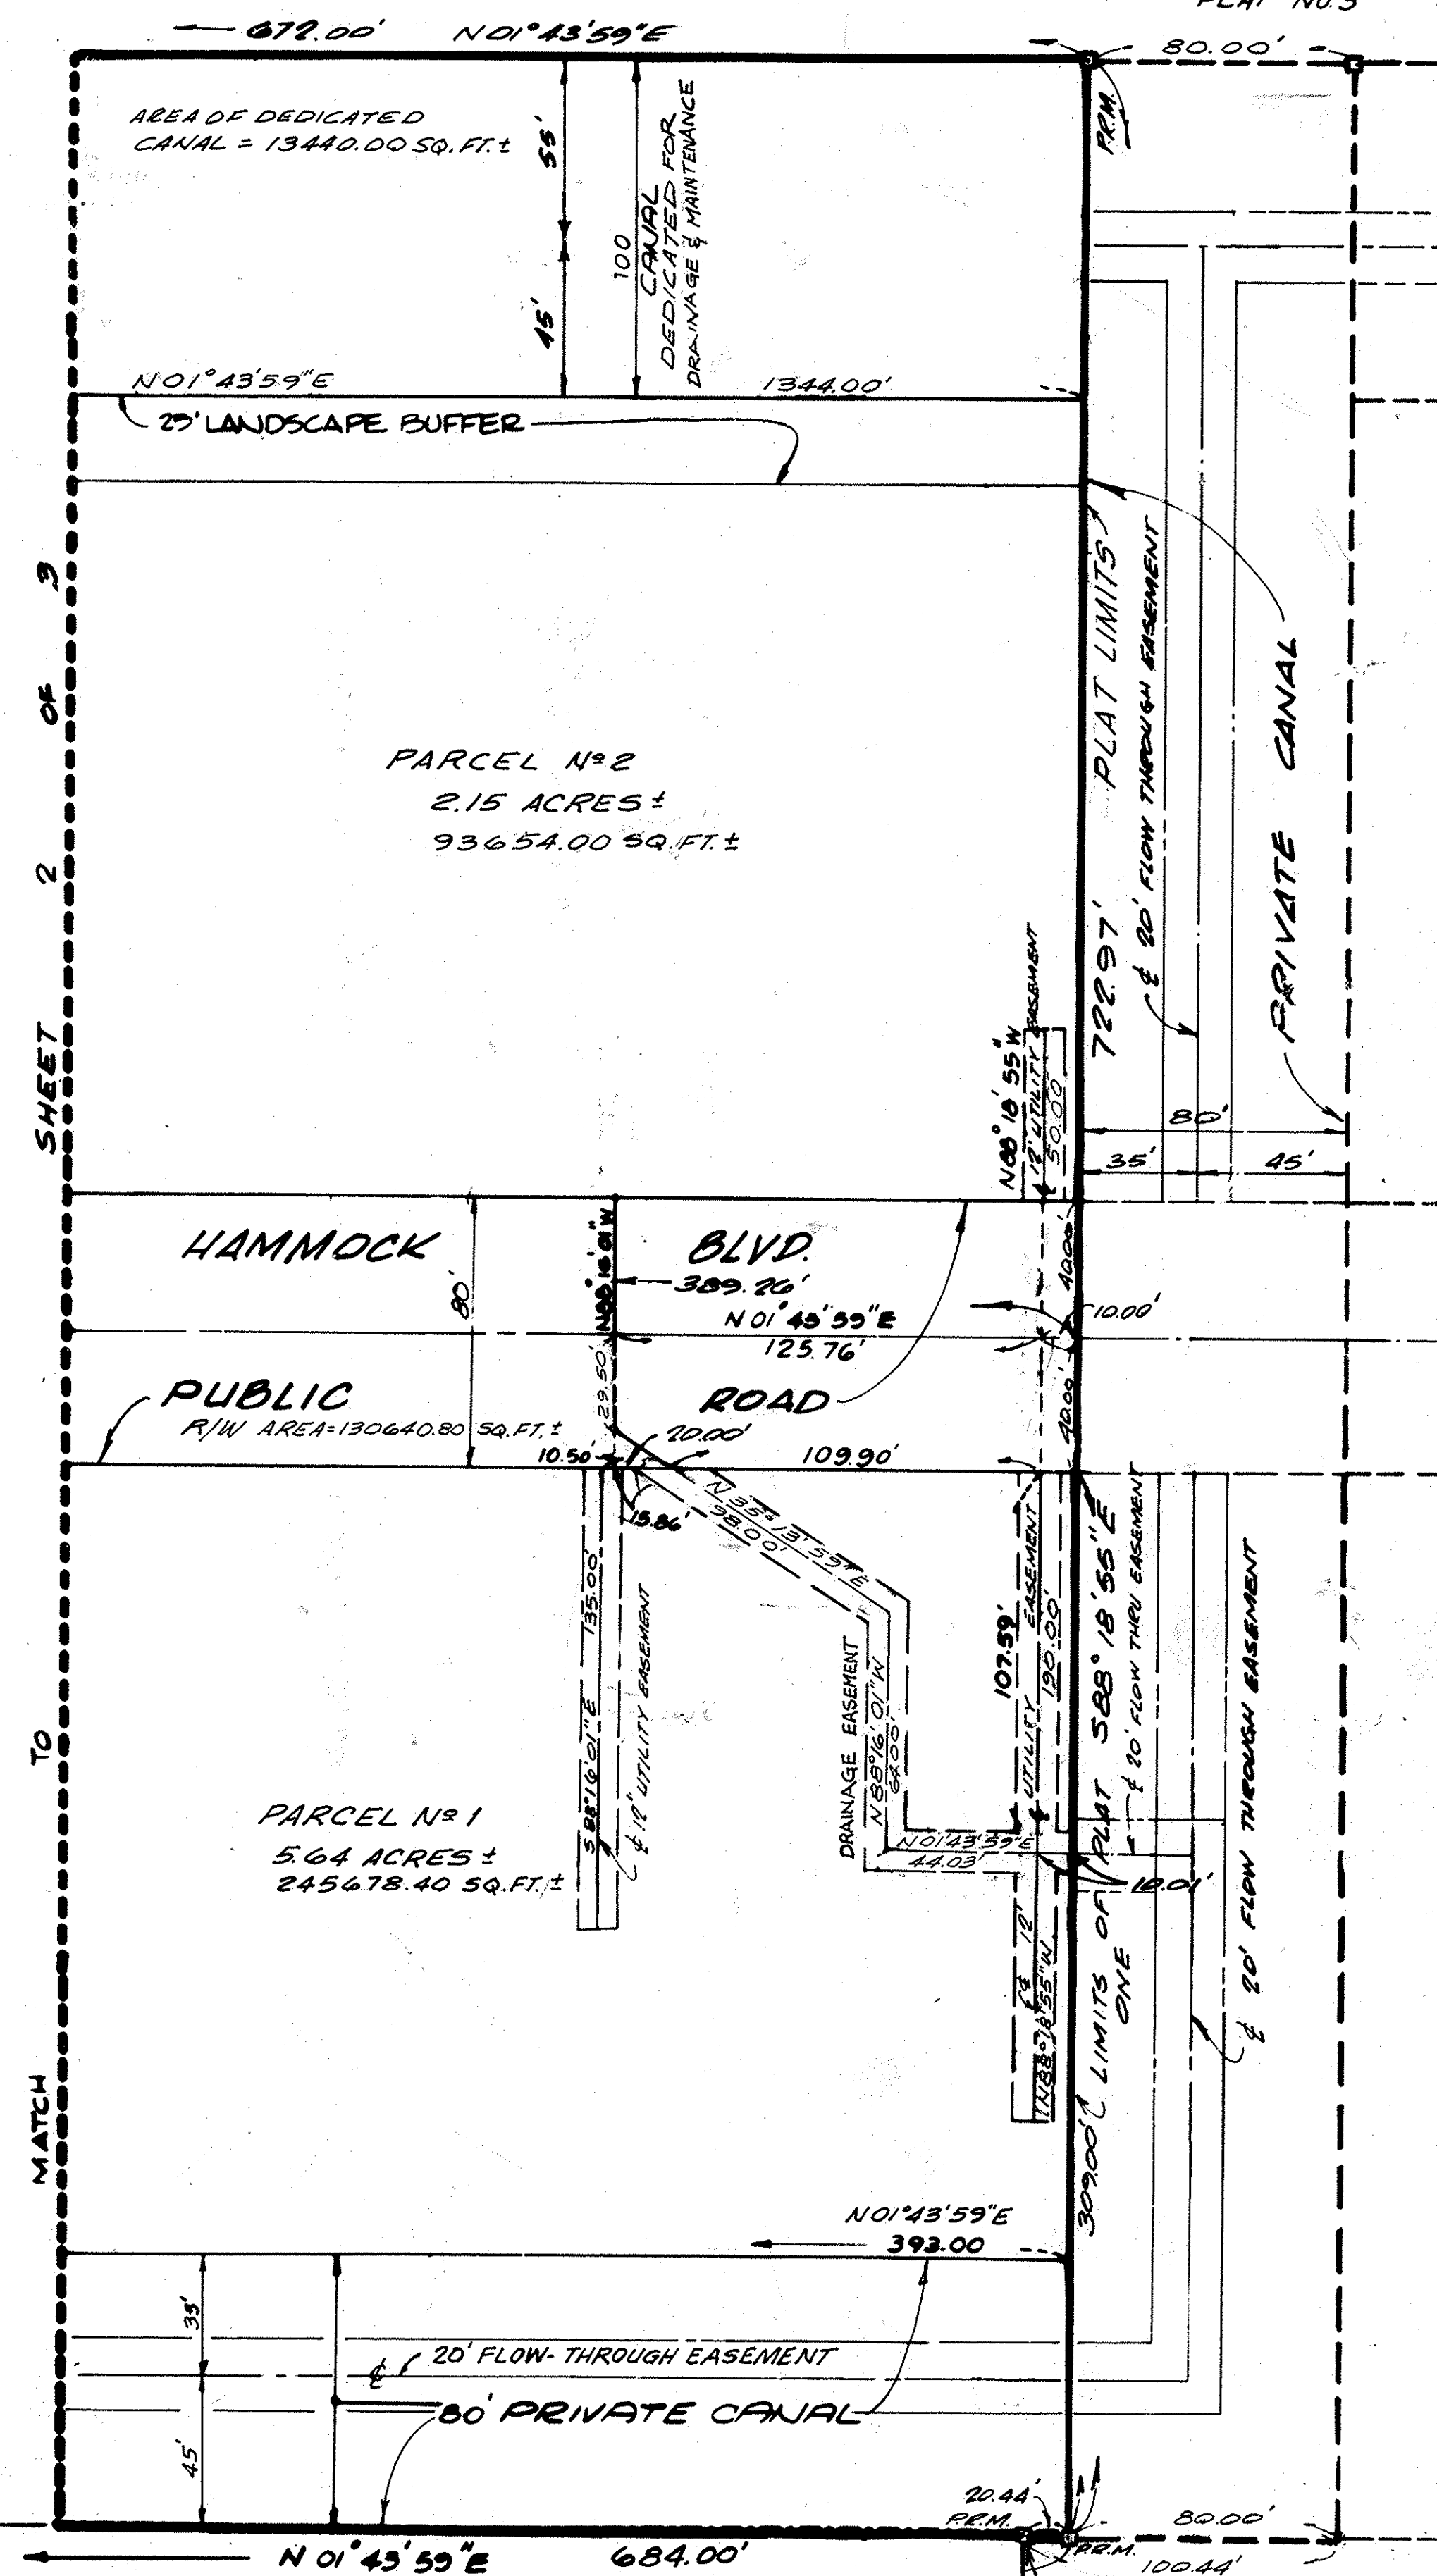 PLAT NO.3
672.00' N01°43'59"E
80.00'
P.R.M.
AREA OF DEDICATED
CANAL = 13440.00 SQ.FT.±
55'
45'
100
CANAL
DEDICATED FOR
DRAINAGE & MAINTENANCE
N01°43'59"E
1344.00'
25' LANDSCAPE BUFFER
PARCEL Nº 2
2.15 ACRES ±
93654.00 SQ.FT.±
722.97' PLAT LIMITS
℄ 20' FLOW THROUGH EASEMENT
PRIVATE CANAL
N88°18'55"W
12' UTILITY EASEMENT
℄ 50.00
80'
35'
45'
HAMMOCK BLVD.
80'
N88°16'01"W
389.26'
N01°43'59"E
125.76'
29.50'
40.00'
10.00'
40.00'
PUBLIC ROAD
R/W AREA=130640.80 SQ.FT.±
10.50'
20.00'
109.90'
15.86'
N35°13'59"E
98.00'
S88°16'01"E 135.00'
℄ 12' UTILITY EASEMENT
DRAINAGE EASEMENT
N88°16'01"W
64.00'
N01°43'59"E
44.03'
107.59'
℄ UTILITY EASEMENT
190.00'
℄ 12'
N88°18'55"W
10.01'
309.00' LIMITS OF PLAT S88°18'55"E
ONE
℄ 20' FLOW THRU EASEMENT
℄ 20' FLOW THROUGH EASEMENT
PARCEL Nº 1
5.64 ACRES ±
245678.40 SQ.FT.±
MATCH TO SHEET 2 OF 3
N01°43'59"E
393.00
35'
45'
℄ 20' FLOW-THROUGH EASEMENT
80' PRIVATE CANAL
20.44'
P.R.M.
P.R.M.
80.00'
100.44'
N01°43'59"E 684.00'